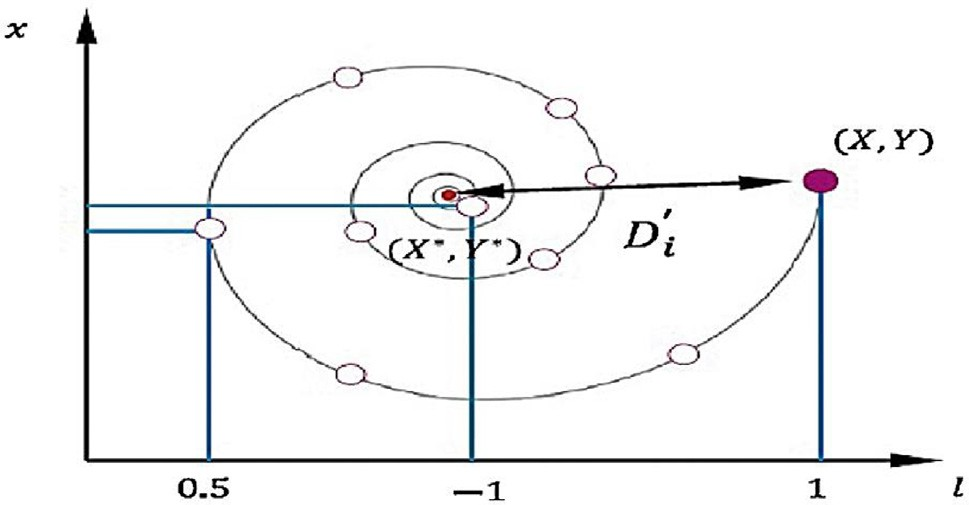 x
(X, Y)
D'ᵢ
(X*, Y*)
0.5
−1
1
l